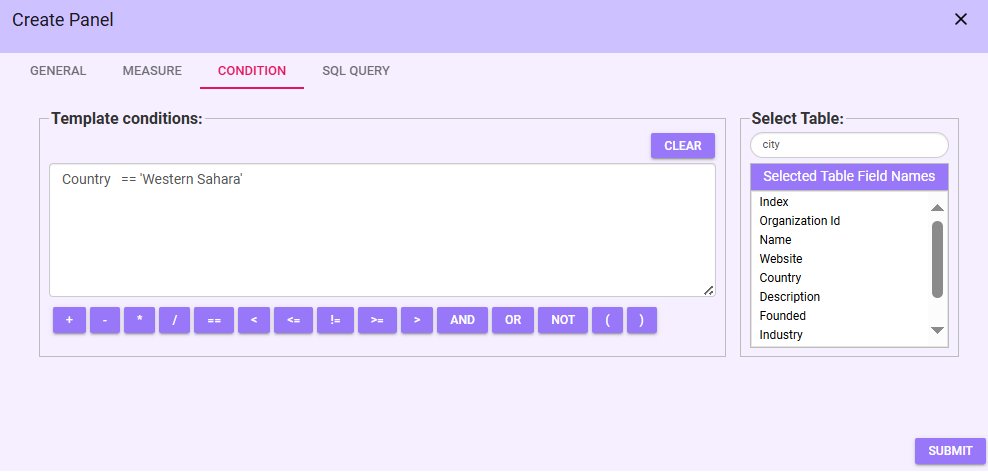 Create Panel
GENERAL MEASURE CONDITION SQL QUERY
Template conditions:
CLEAR
Country == 'Western Sahara'
+ - * / == < <= != >= > AND OR NOT ( )
Select Table:
city
Selected Table Field Names
Index
Organization Id
Name
Website
Country
Description
Founded
Industry
SUBMIT